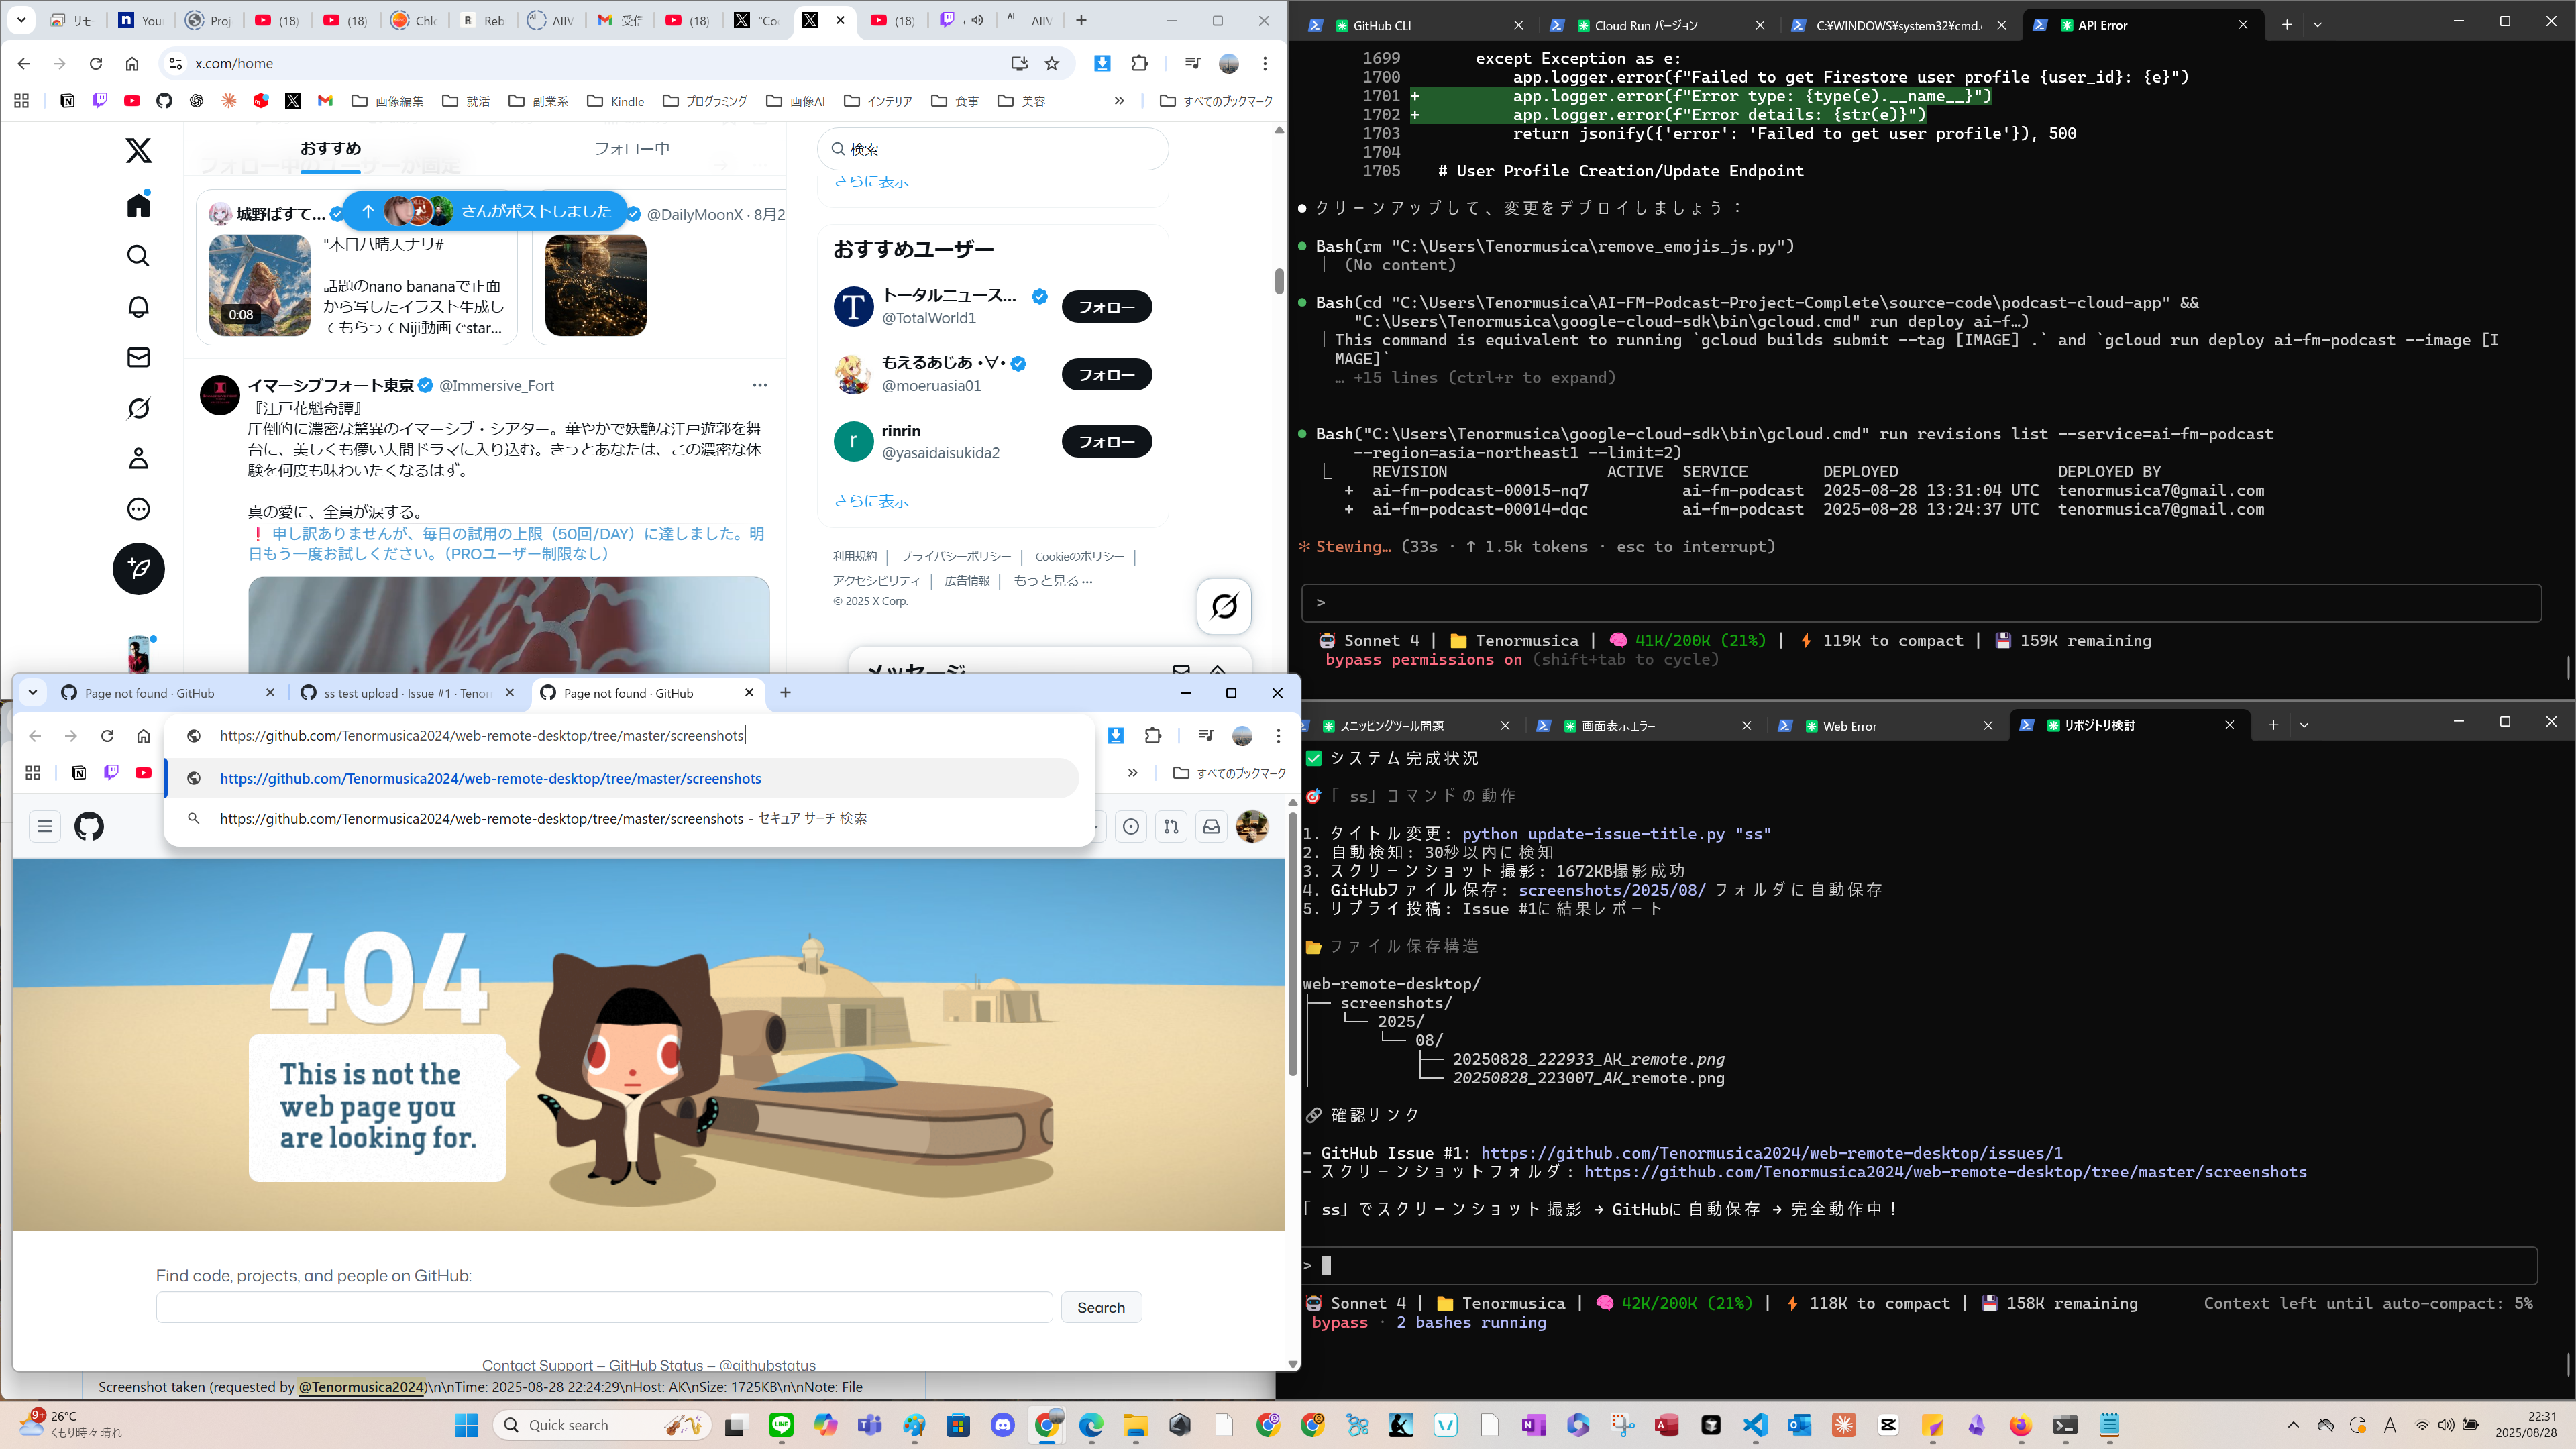 リモー
You
Proj
(18)
(18)
Chlo
Reb
AIIV
受信
(18)
"Co
(18)
AIIV
x.com/home
画像編集
就活
副業系
Kindle
プログラミング
画像AI
インテリア
食事
美容
»
すべてのブックマーク
おすすめ
フォロー中
検索
さらに表示
城野ぱすて...
さんがポストしました
@DailyMoonX · 8月2
"本日八晴天ナリ#
話題のnano bananaで正面
から写したイラスト生成し
てもらってNiji動画でstar...
0:08
イマーシブフォート東京 @Immersive_Fort
『江戸花魁奇譚』
圧倒的に濃密な驚異のイマーシブ・シアター。華やかで妖艶な江戸遊郭を舞
台に、美しくも儚い人間ドラマに入り込む。きっとあなたは、この濃密な体
験を何度も味わいたくなるはず。
真の愛に、全員が涙する。
❗ 申し訳ありませんが、毎日の試用の上限（50回/DAY）に達しました。明
日もう一度お試しください。（PROユーザー制限なし）
おすすめユーザー
トータルニュース...
@TotalWorld1
フォロー
もえるあじあ ･∀･
@moeruasia01
フォロー
rinrin
@yasaidaisukida2
フォロー
さらに表示
利用規約 | プライバシーポリシー | Cookieのポリシー |
アクセシビリティ | 広告情報 | もっと見る ···
© 2025 X Corp.
メッセージ
GitHub CLI
Cloud Run バージョン
C:¥WINDOWS¥system32¥cmd.
API Error
1699 except Exception as e:
1700 app.logger.error(f"Failed to get Firestore user profile {user_id}: {e}")
1701 + app.logger.error(f"Error type: {type(e).__name__}")
1702 + app.logger.error(f"Error details: {str(e)}")
1703 return jsonify({'error': 'Failed to get user profile'}), 500
1704
1705 # User Profile Creation/Update Endpoint
● クリーンアップして、変更をデプロイしましょう：
● Bash(rm "C:\Users\Tenormusica\remove_emojis_js.py")
⎿ (No content)
● Bash(cd "C:\Users\Tenormusica\AI-FM-Podcast-Project-Complete\source-code\podcast-cloud-app" &&
"C:\Users\Tenormusica\google-cloud-sdk\bin\gcloud.cmd" run deploy ai-f…)
⎿ This command is equivalent to running `gcloud builds submit --tag [IMAGE] .` and `gcloud run deploy ai-fm-podcast --image [I
MAGE]`
… +15 lines (ctrl+r to expand)
● Bash("C:\Users\Tenormusica\google-cloud-sdk\bin\gcloud.cmd" run revisions list --service=ai-fm-podcast
--region=asia-northeast1 --limit=2)
⎿ REVISION ACTIVE SERVICE DEPLOYED DEPLOYED BY
+ ai-fm-podcast-00015-nq7 ai-fm-podcast 2025-08-28 13:31:04 UTC tenormusica7@gmail.com
+ ai-fm-podcast-00014-dqc ai-fm-podcast 2025-08-28 13:24:37 UTC tenormusica7@gmail.com
✻ Stewing… (33s · ↑ 1.5k tokens · esc to interrupt)
>
🤖 Sonnet 4 | 📁 Tenormusica | 🧠 41K/200K (21%) | ⚡ 119K to compact | 💾 159K remaining
bypass permissions on (shift+tab to cycle)
Page not found · GitHub
ss test upload · Issue #1 · Tenor
Page not found · GitHub
https://github.com/Tenormusica2024/web-remote-desktop/tree/master/screenshots
https://github.com/Tenormusica2024/web-remote-desktop/tree/master/screenshots
https://github.com/Tenormusica2024/web-remote-desktop/tree/master/screenshots - セキュア サーチ 検索
»
すべてのブックマーク
404
This is not the
web page you
are looking for.
Find code, projects, and people on GitHub:
Search
Contact Support — GitHub Status — @githubstatus
Screenshot taken (requested by @Tenormusica2024)\n\nTime: 2025-08-28 22:24:29\nHost: AK\nSize: 1725KB\n\nNote: File
スニッピングツール問題
画面表示エラー
Web Error
リポジトリ検討
✅ システム完成状況
🎯「ss」コマンドの動作
1. タイトル変更: python update-issue-title.py "ss"
2. 自動検知: 30秒以内に検知
3. スクリーンショット撮影: 1672KB撮影成功
4. GitHubファイル保存: screenshots/2025/08/ フォルダに自動保存
5. リプライ投稿: Issue #1に結果レポート
📁 ファイル保存構造
web-remote-desktop/
├── screenshots/
│ └── 2025/
│ └── 08/
│ ├── 20250828_222933_AK_remote.png
│ └── 20250828_223007_AK_remote.png
🔗 確認リンク
- GitHub Issue #1: https://github.com/Tenormusica2024/web-remote-desktop/issues/1
- スクリーンショットフォルダ: https://github.com/Tenormusica2024/web-remote-desktop/tree/master/screenshots
「ss」でスクリーンショット撮影 → GitHubに自動保存 → 完全動作中！
>
🤖 Sonnet 4 | 📁 Tenormusica | 🧠 42K/200K (21%) | ⚡ 118K to compact | 💾 158K remaining
Context left until auto-compact: 5%
bypass · 2 bashes running
9+
26°C
くもり時々晴れ
Quick search
A
22:31
2025/08/28